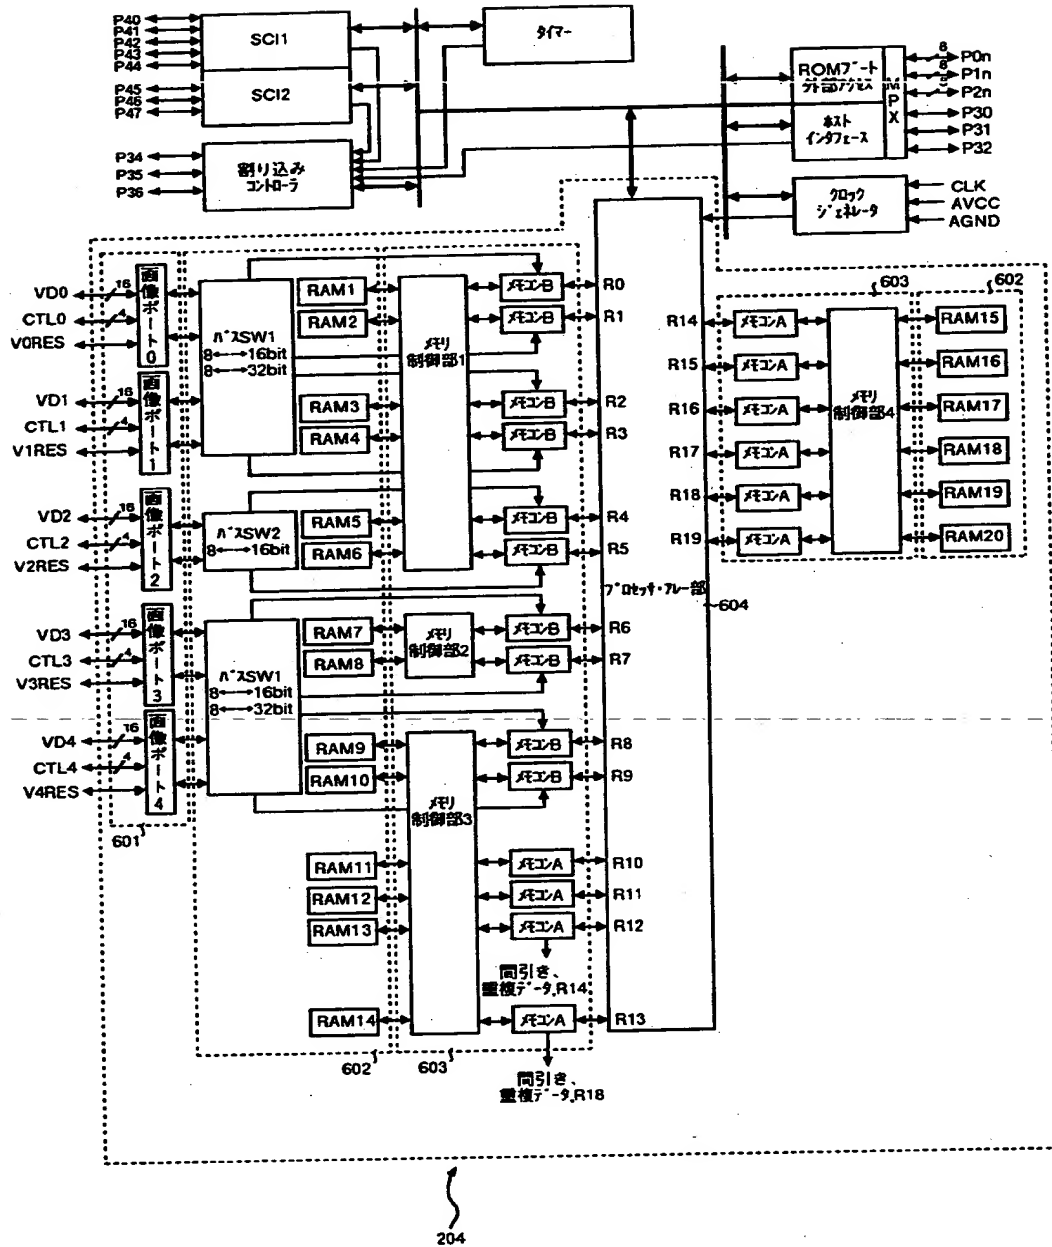 P40
P41
P42
P43
P44
SCI1
P45
P46
P47
SCI2
P34
P35
P36
割り込み
コントローラ
タイマー
ROMブート
外部アクセス
ホスト
インタフェース
MPX
8
P0n
8
P1n
P2n
P30
P31
P32
クロック
ジェネレータ
CLK
AVCC
AGND
VD0
16
CTL0
4
V0RES
画像ポート0
VD1
16
CTL1
4
V1RES
画像ポート1
VD2
16
CTL2
4
V2RES
画像ポート2
VD3
16
CTL3
4
V3RES
画像ポート3
VD4
16
CTL4
4
V4RES
画像ポート4
601
バスSW1
8↔16bit
8↔32bit
バスSW2
8↔16bit
バスSW1
8↔16bit
8↔32bit
RAM1
RAM2
RAM3
RAM4
RAM5
RAM6
RAM7
RAM8
RAM9
RAM10
RAM11
RAM12
RAM13
RAM14
602
メモリ
制御部1
メモリ
制御部2
メモリ
制御部3
603
メモコンB
メモコンB
メモコンB
メモコンB
メモコンB
メモコンB
メモコンB
メモコンB
メモコンB
メモコンB
メモコンA
メモコンA
メモコンA
間引き、
重複データ,R14
メモコンA
間引き、
重複データ,R18
R0
R1
R2
R3
R4
R5
プロセッサ・アレー部
604
R6
R7
R8
R9
R10
R11
R12
R13
R14
R15
R16
R17
R18
R19
メモコンA
メモコンA
メモコンA
メモコンA
メモコンA
メモコンA
603
メモリ
制御部4
602
RAM15
RAM16
RAM17
RAM18
RAM19
RAM20
204